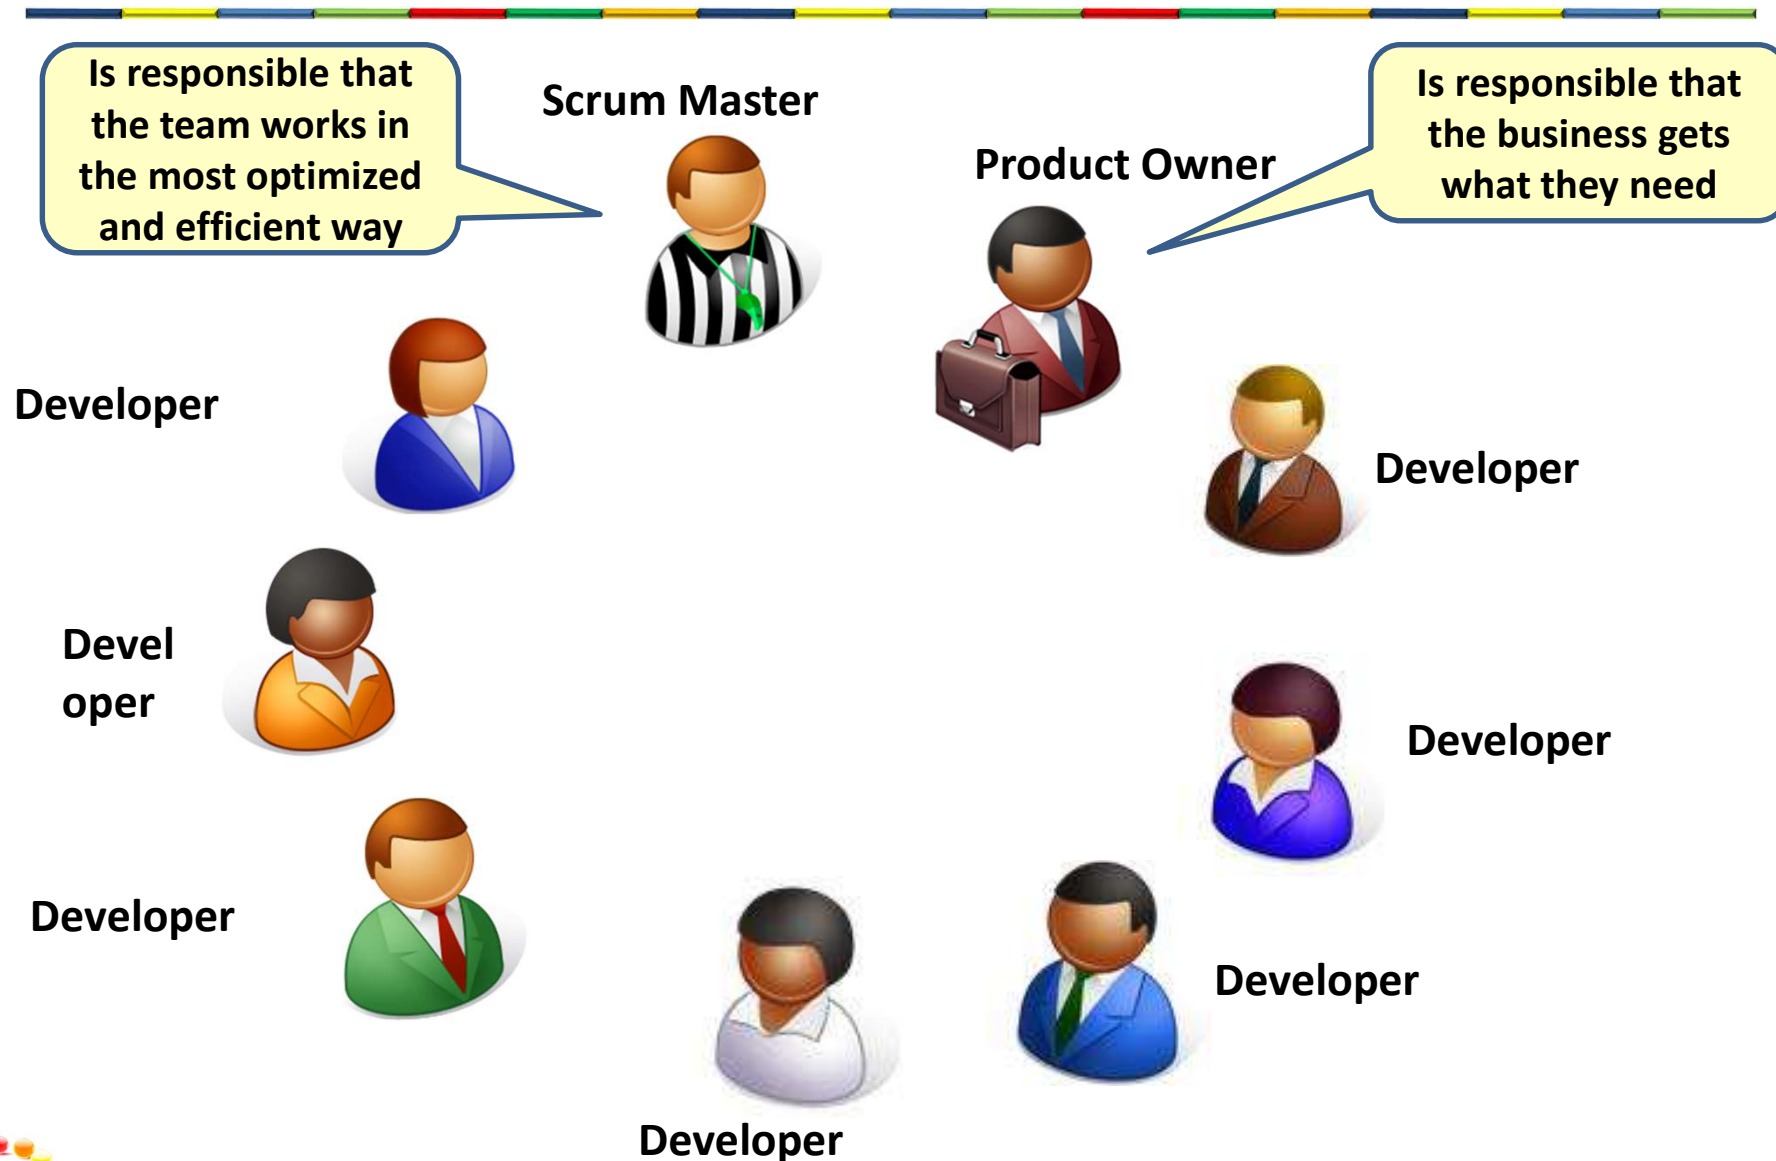 Is responsible that
the team works in
the most optimized
and efficient way
Scrum Master
Product Owner
Is responsible that
the business gets
what they need
Developer
Developer
Devel
oper
Developer
Developer
Developer
Developer